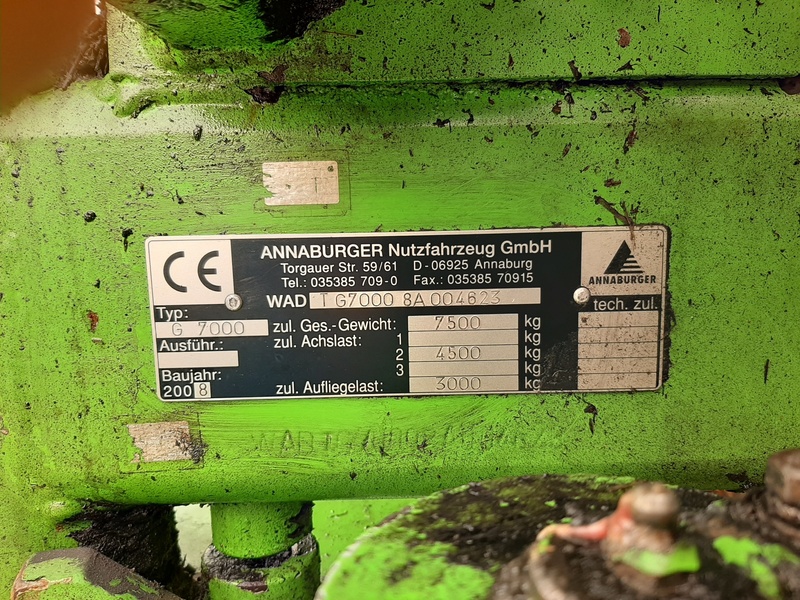 T
CE
ANNABURGER Nutzfahrzeug GmbH
Torgauer Str. 59/61 D-06925 Annaburg
Tel.: 035385 709-0 Fax.: 035385 70915
ANNABURGER
WAD T G7000 8A 004623
tech. zul.
Typ:
G 7000
zul. Ges.-Gewicht: 7500 kg
Ausführ.:
zul. Achslast: 1 kg
2 4500 kg
3 kg
Baujahr:
2008
zul. Aufliegelast: 3000 kg